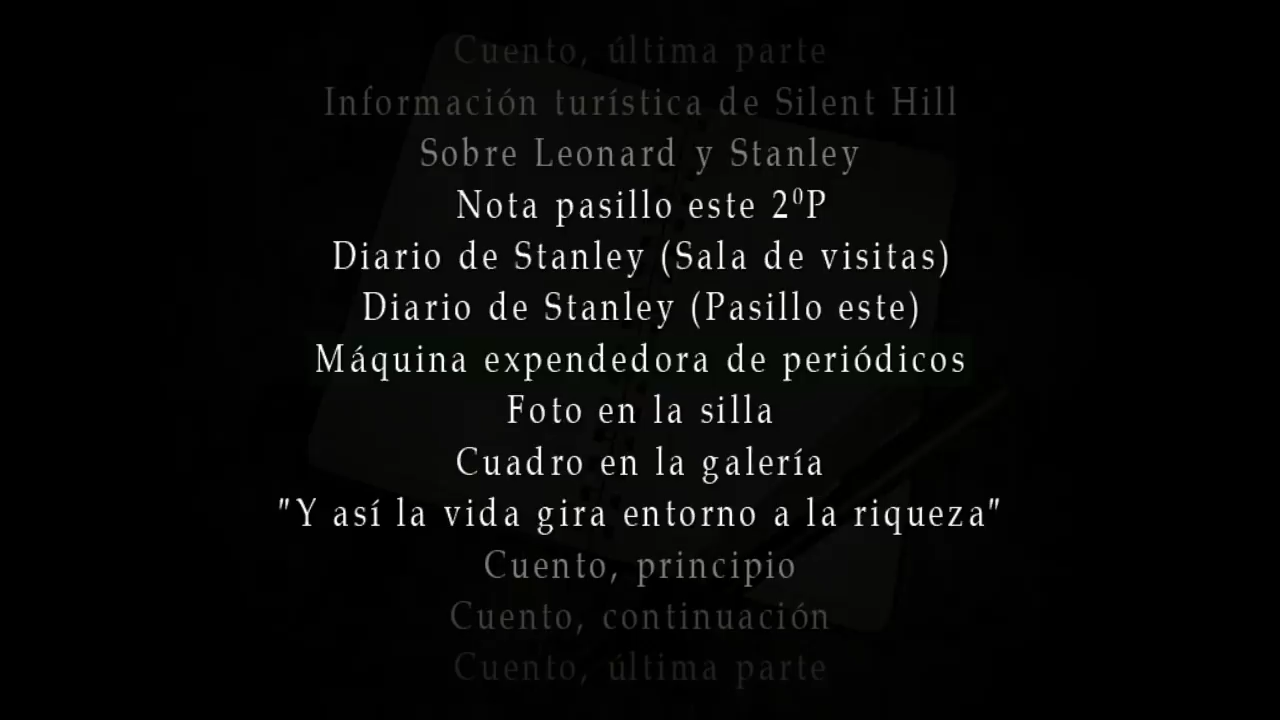 Cuento, última parte
Información turística de Silent Hill
Sobre Leonard y Stanley
Nota pasillo este 2ºP
Diario de Stanley (Sala de visitas)
Diario de Stanley (Pasillo este)
Máquina expendedora de periódicos
Foto en la silla
Cuadro en la galería
"Y así la vida gira entorno a la riqueza"
Cuento, principio
Cuento, continuación
Cuento, última parte